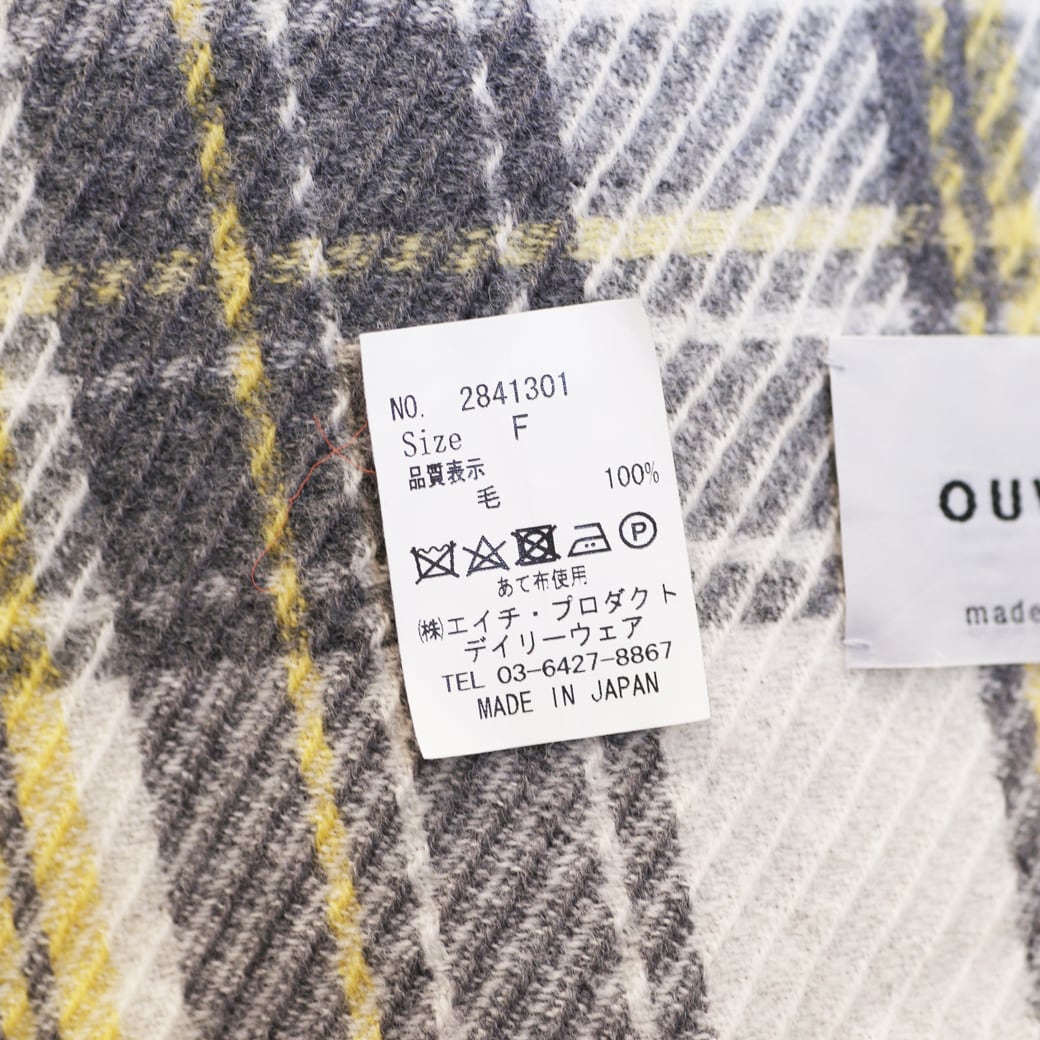 NO. 2841301
Size F
品質表示
毛 100%
P
あて布使用
㈱エイチ・プロダクト
デイリーウェア
TEL 03-6427-8867
MADE IN JAPAN
OU
made